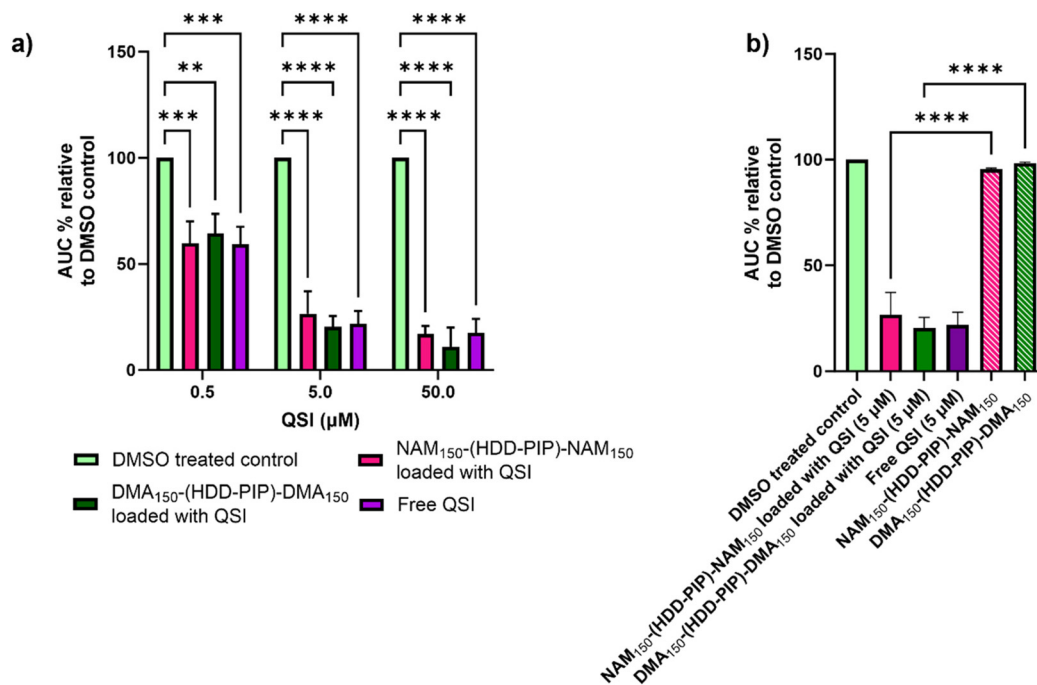 a)
AUC % relative
to DMSO control
150
100
50
0
*** **** ****
** **** ****
*** **** ****
0.5 5.0 50.0
QSI (µM)
DMSO treated control
NAM₁₅₀-(HDD-PIP)-NAM₁₅₀
loaded with QSI
DMA₁₅₀-(HDD-PIP)-DMA₁₅₀
loaded with QSI
Free QSI
b)
AUC % relative
to DMSO control
150
100
50
0
****
****
DMSO treated control
NAM₁₅₀-(HDD-PIP)-NAM₁₅₀ loaded with QSI (5 µM)
DMA₁₅₀-(HDD-PIP)-DMA₁₅₀ loaded with QSI (5 µM)
Free QSI (5 µM)
NAM₁₅₀-(HDD-PIP)-NAM₁₅₀
DMA₁₅₀-(HDD-PIP)-DMA₁₅₀